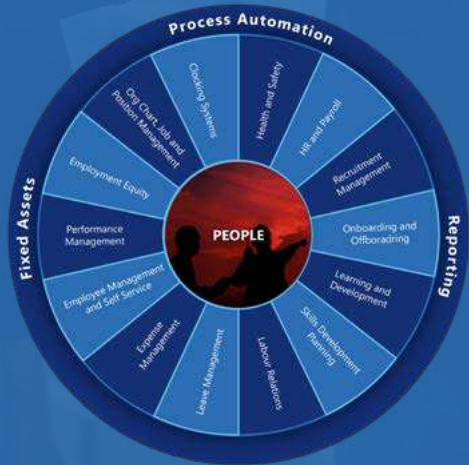 Process Automation
Clocking Systems
Health and Safety
HR and Payroll
Recruitment
Management
Onboarding and
Offboradring
Learning and
Development
Skills Development
Planning
Labour Relations
Leave Management
Expense
Management
Employee Management
and Self Service
Performance
Management
Employment Equity
Org Chart, Job and
Position Management
PEOPLE
Fixed Assets
Reporting